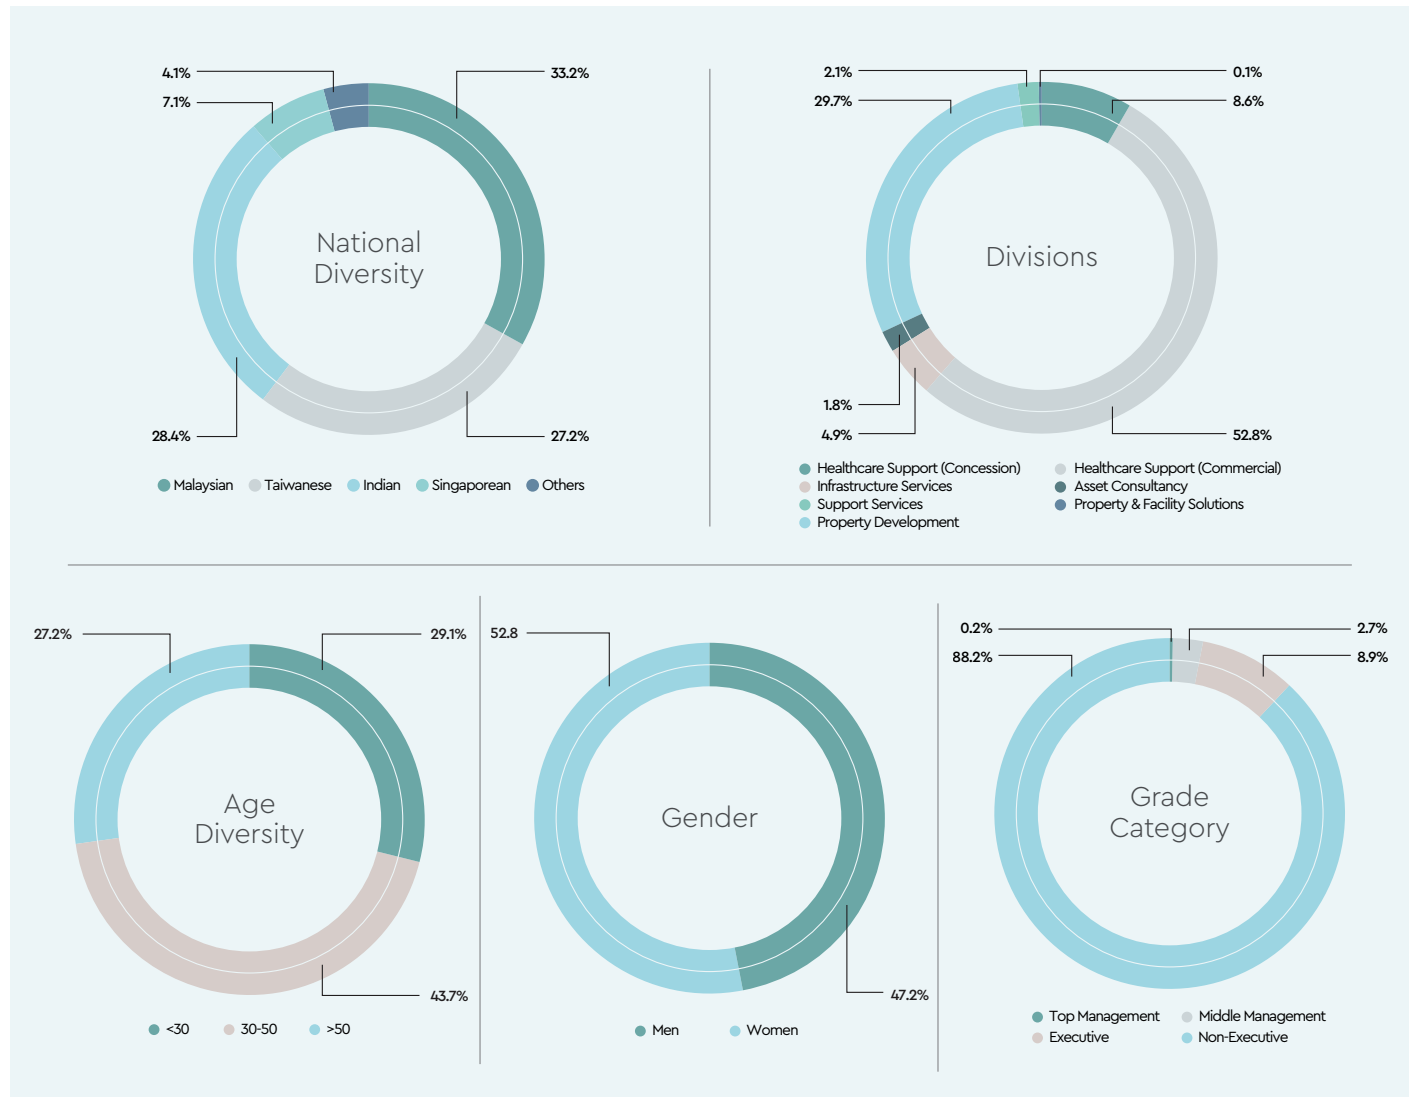 4.1%
33.2%
7.1%
National
Diversity
28.4%
27.2%
Malaysian Taiwanese Indian Singaporean Others
2.1%
0.1%
29.7%
8.6%
Divisions
1.8%
4.9%
52.8%
Healthcare Support (Concession) Healthcare Support (Commercial)
Infrastructure Services Asset Consultancy
Support Services Property & Facility Solutions
Property Development
27.2%
29.1%
Age
Diversity
43.7%
<30 30-50 >50
52.8
Gender
47.2%
Men Women
0.2%
2.7%
88.2%
8.9%
Grade
Category
Top Management Middle Management
Executive Non-Executive